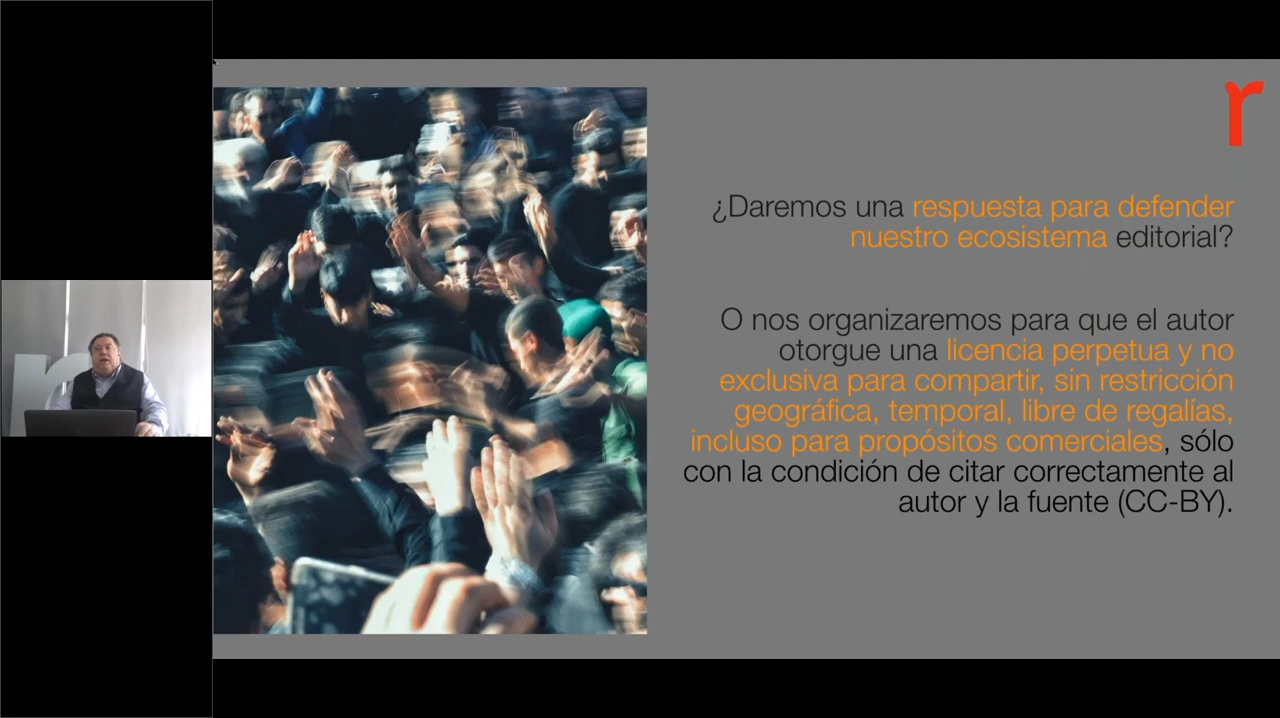 r
¿Daremos una respuesta para defender
nuestro ecosistema editorial?
O nos organizaremos para que el autor
otorgue una licencia perpetua y no
exclusiva para compartir, sin restricción
geográfica, temporal, libre de regalías,
incluso para propósitos comerciales, sólo
con la condición de citar correctamente al
autor y la fuente (CC-BY).